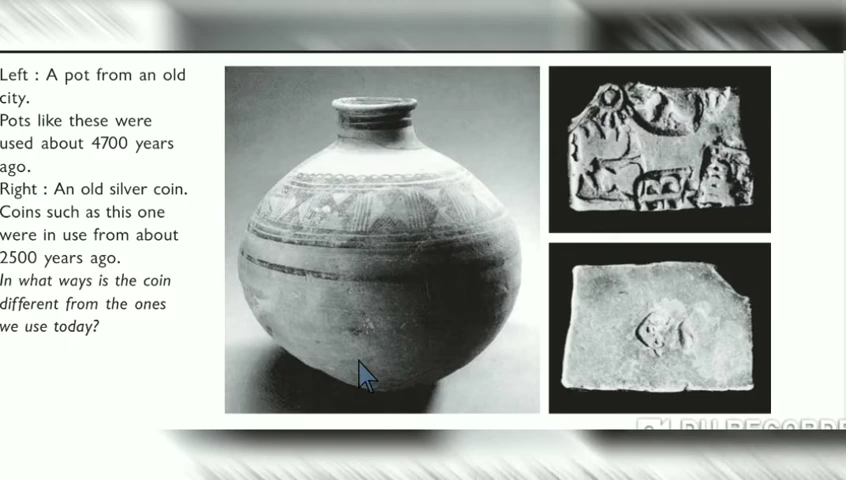 Left : A pot from an old
city.
Pots like these were
used about 4700 years
ago.
Right : An old silver coin.
Coins such as this one
were in use from about
2500 years ago.
In what ways is the coin
different from the ones
we use today?
DU RECORDE